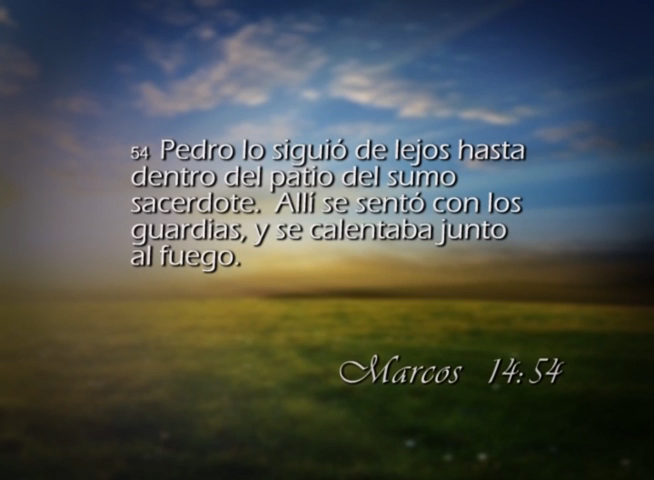 54 Pedro lo siguió de lejos hasta
dentro del patio del sumo
sacerdote. Allí se sentó con los
guardias, y se calentaba junto
al fuego.
Marcos 14:54